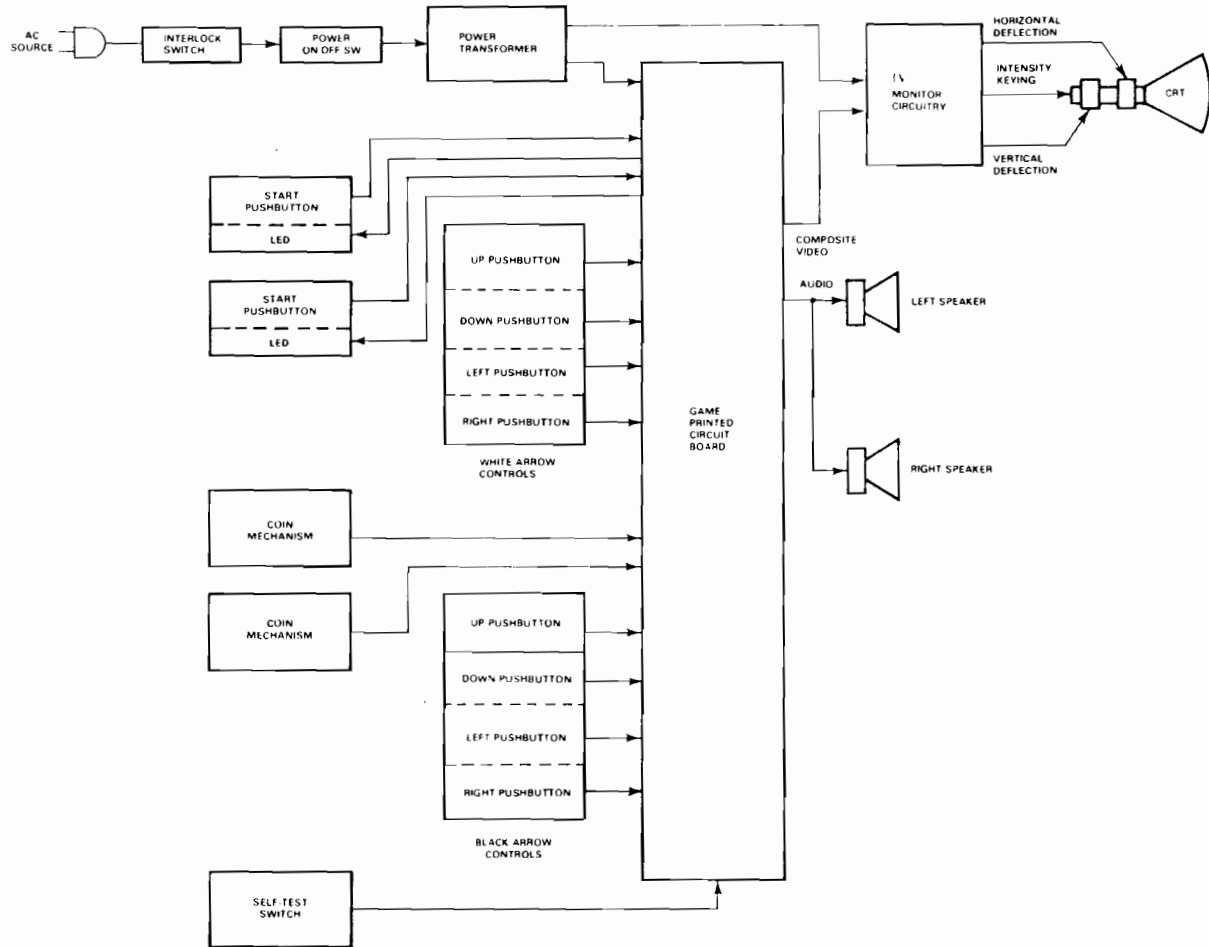 AC
SOURCE
INTERLOCK
SWITCH
POWER
ON OFF SW
POWER
TRANSFORMER
MONITOR
CIRCUITRY
HORIZONTAL
DEFLECTION
INTENSITY
KEYING
CRT
VERTICAL
DEFLECTION
START
PUSHBUTTON
LED
START
PUSHBUTTON
LED
UP PUSHBUTTON
DOWN PUSHBUTTON
LEFT PUSHBUTTON
RIGHT PUSHBUTTON
WHITE ARROW
CONTROLS
COMPOSITE
VIDEO
AUDIO
LEFT SPEAKER
RIGHT SPEAKER
GAME
PRINTED
CIRCUIT
BOARD
COIN
MECHANISM
COIN
MECHANISM
UP PUSHBUTTON
DOWN PUSHBUTTON
LEFT PUSHBUTTON
RIGHT PUSHBUTTON
BLACK ARROW
CONTROLS
SELF-TEST
SWITCH